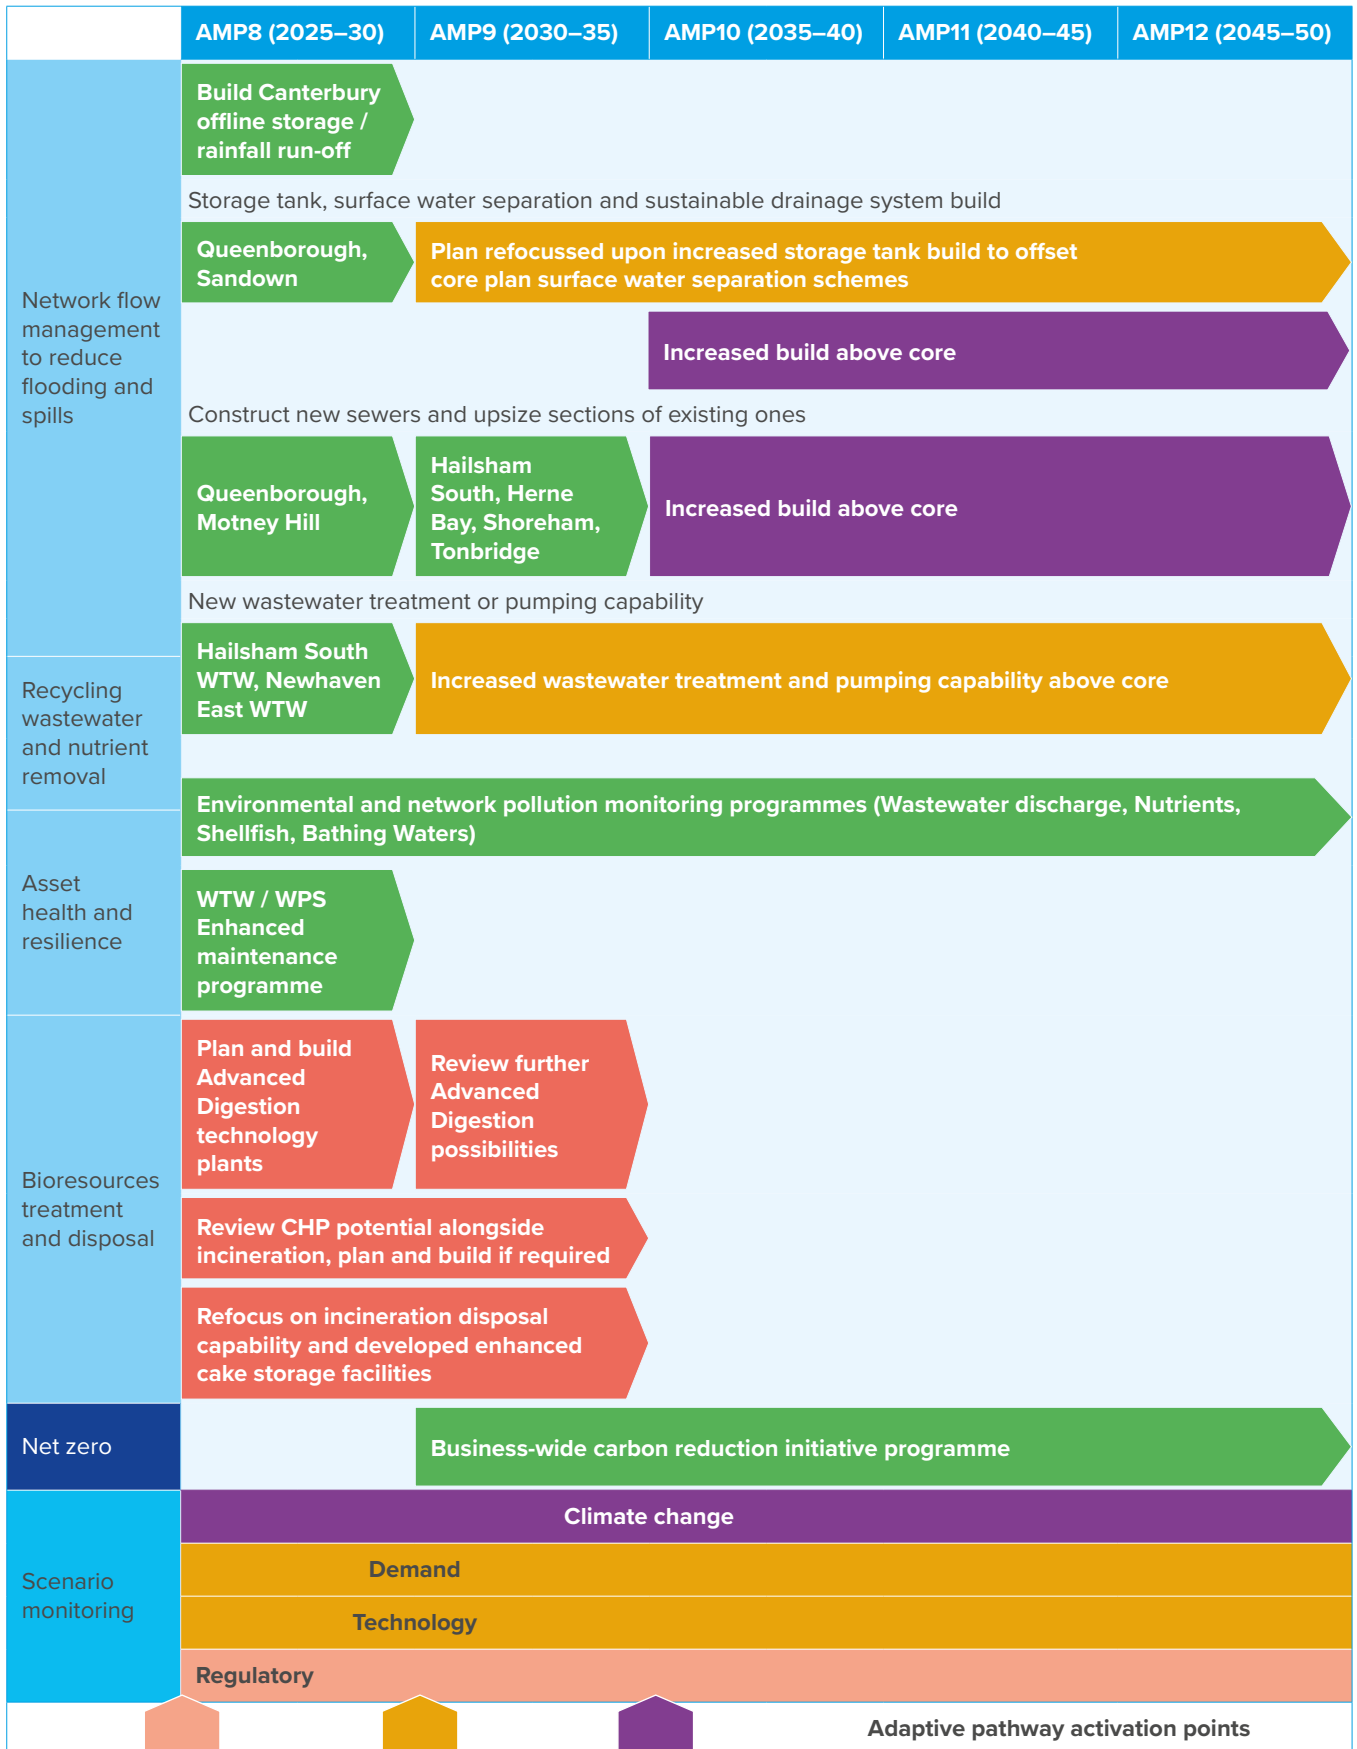 AMP8 (2025–30)
AMP9 (2030–35)
AMP10 (2035–40)
AMP11 (2040–45)
AMP12 (2045–50)
Network flow
management
to reduce
flooding and
spills
Build Canterbury
offline storage /
rainfall run-off
Storage tank, surface water separation and sustainable drainage system build
Queenborough,
Sandown
Plan refocussed upon increased storage tank build to offset
core plan surface water separation schemes
Increased build above core
Construct new sewers and upsize sections of existing ones
Queenborough,
Motney Hill
Hailsham
South, Herne
Bay, Shoreham,
Tonbridge
Increased build above core
New wastewater treatment or pumping capability
Hailsham South
WTW, Newhaven
East WTW
Increased wastewater treatment and pumping capability above core
Recycling
wastewater
and nutrient
removal
Environmental and network pollution monitoring programmes (Wastewater discharge, Nutrients,
Shellfish, Bathing Waters)
Asset
health and
resilience
WTW / WPS
Enhanced
maintenance
programme
Bioresources
treatment
and disposal
Plan and build
Advanced
Digestion
technology
plants
Review further
Advanced
Digestion
possibilities
Review CHP potential alongside
incineration, plan and build if required
Refocus on incineration disposal
capability and developed enhanced
cake storage facilities
Net zero
Business-wide carbon reduction initiative programme
Scenario
monitoring
Climate change
Demand
Technology
Regulatory
Adaptive pathway activation points